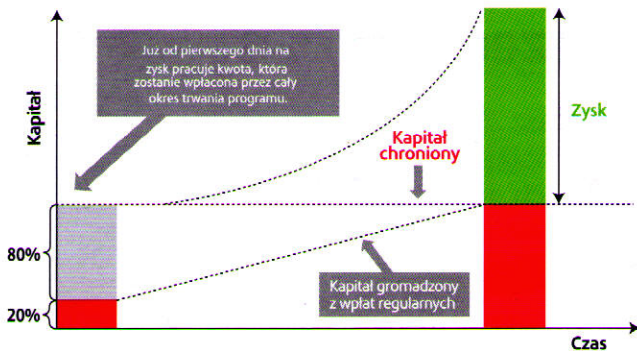 Już od pierwszego dnia na
zysk pracuje kwota, która
zostanie wpłacona przez cały
okres trwania programu.
Kapitał
Zysk
Kapitał
chroniony
80%
Kapitał gromadzony
z wpłat regularnych
20%
Czas